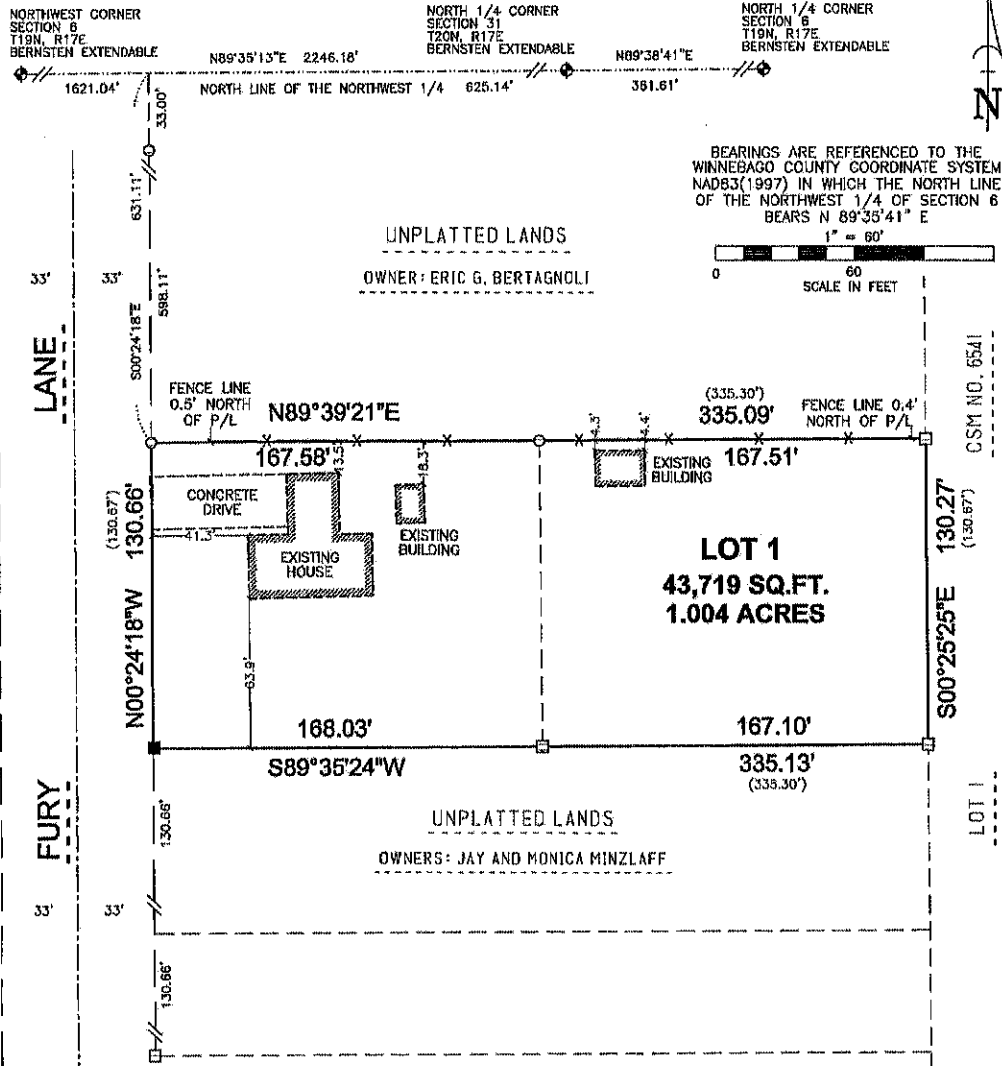 NORTHWEST CORNER
SECTION 6
T19N, R17E
BERNSTEN EXTENDABLE
NORTH 1/4 CORNER
SECTION 31
T20N, R17E
BERNSTEN EXTENDABLE
NORTH 1/4 CORNER
SECTION 6
T19N, R17E
BERNSTEN EXTENDABLE
N89°35'13"E 2246.18'
N89°38'41"E
1621.04'
NORTH LINE OF THE NORTHWEST 1/4
625.14'
361.61'
33.00'
N
BEARINGS ARE REFERENCED TO THE
WINNEBAGO COUNTY COORDINATE SYSTEM
NAD83(1997) IN WHICH THE NORTH LINE
OF THE NORTHWEST 1/4 OF SECTION 6
BEARS N 89°35'41" E
1" = 60'
0
60
SCALE IN FEET
631.11'
UNPLATTED LANDS
OWNER: ERIC G. BERTAGNOLI
33'
33'
598.11'
S00°24'18"E
LANE
CSM NO. 6541
FENCE LINE
0.5' NORTH
OF P/L
N89°39'21"E
(335.30')
335.09'
FENCE LINE 0.4'
NORTH OF P/L
167.58'
13.5'
18.3'
4.3'
4.4'
167.51'
CONCRETE
DRIVE
41.3'
EXISTING
HOUSE
EXISTING
BUILDING
EXISTING
BUILDING
(130.67')
130.66'
N00°24'18"W
LOT 1
43,719 SQ.FT.
1.004 ACRES
130.27'
(130.67')
S00°25'25"E
63.9'
168.03'
167.10'
S89°35'24"W
335.13'
(335.30')
FURY
130.66'
UNPLATTED LANDS
OWNERS: JAY AND MONICA MINZLAFF
LOT 1
33'
33'
130.66'